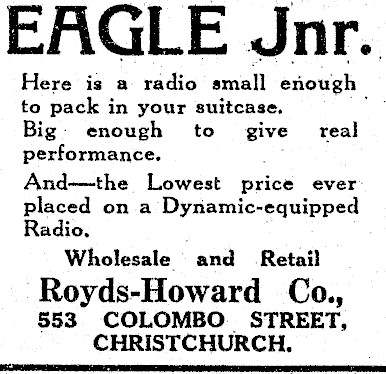 EAGLE Jnr.
Here is a radio small enough
to pack in your suitcase.
Big enough to give real
performance.
And—the Lowest price ever
placed on a Dynamic-equipped
Radio.
Wholesale and Retail
Royds-Howard Co.,
553 COLOMBO STREET,
CHRISTCHURCH.